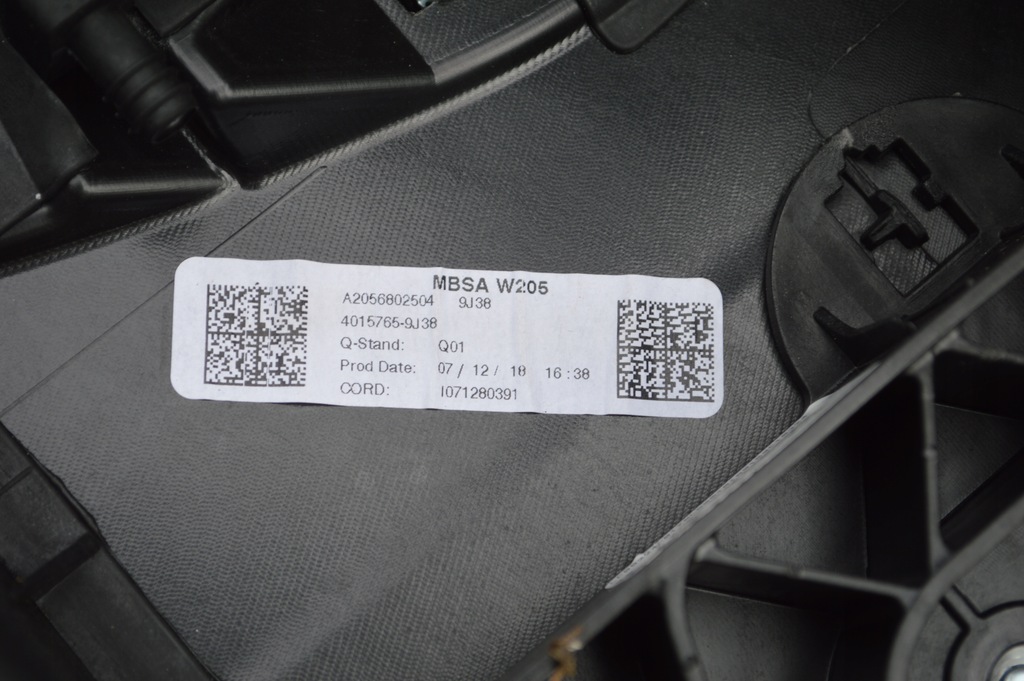 MBSA W205
A2056802504 9J38
4015765-9J38
Q-Stand: Q01
Prod Date: 07 / 12 / 18 16:38
CORD: I071280391